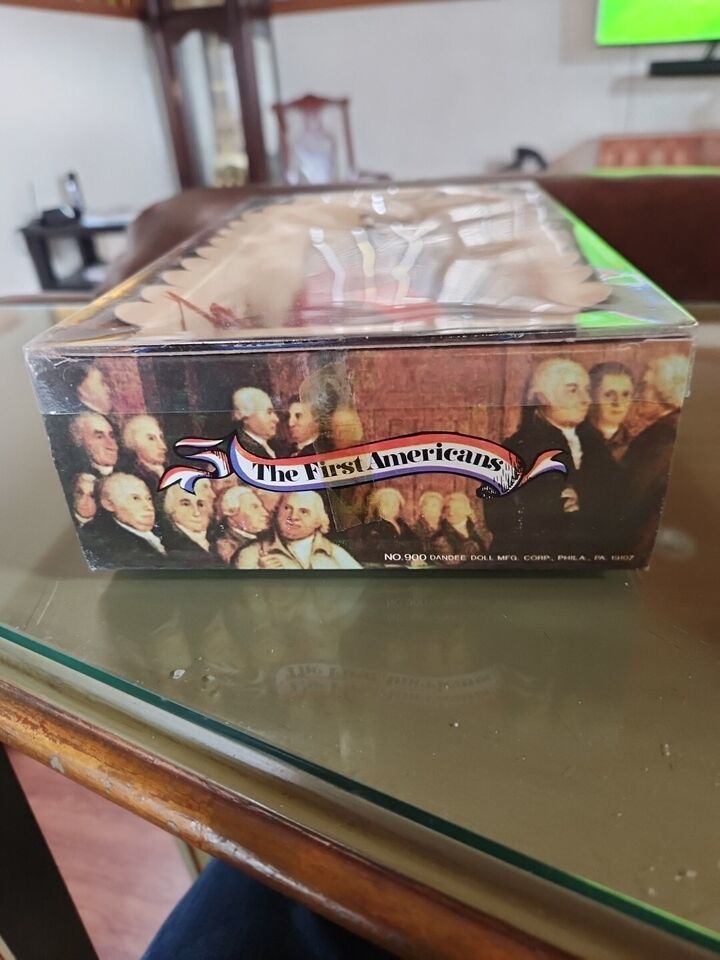 The First Americans
NO.900 DANDEE DOLL MFG. CORP., PHILA., PA. 19107